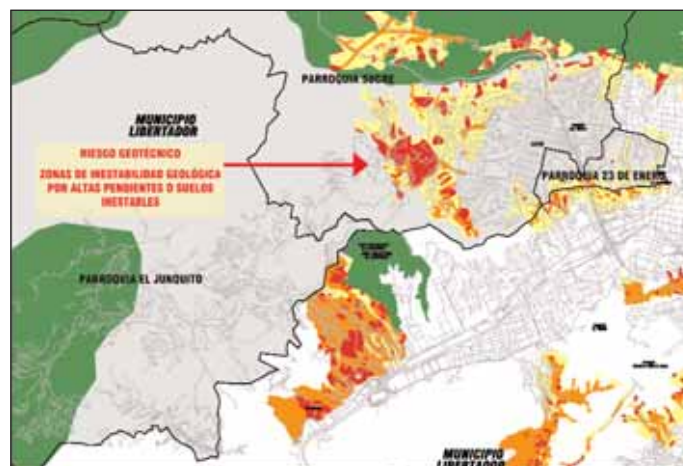 PARROQUIA SUCRE
MUNICIPIO
LIBERTADOR
RIESGO GEOTÉCNICO
ZONAS DE INESTABILIDAD GEOLÓGICA
POR ALTAS PENDIENTES O SUELOS
INESTABLES
PARROQUIA 23 DE ENERO
PARROQUIA EL JUNQUITO
MUNICIPIO
LIBERTADOR